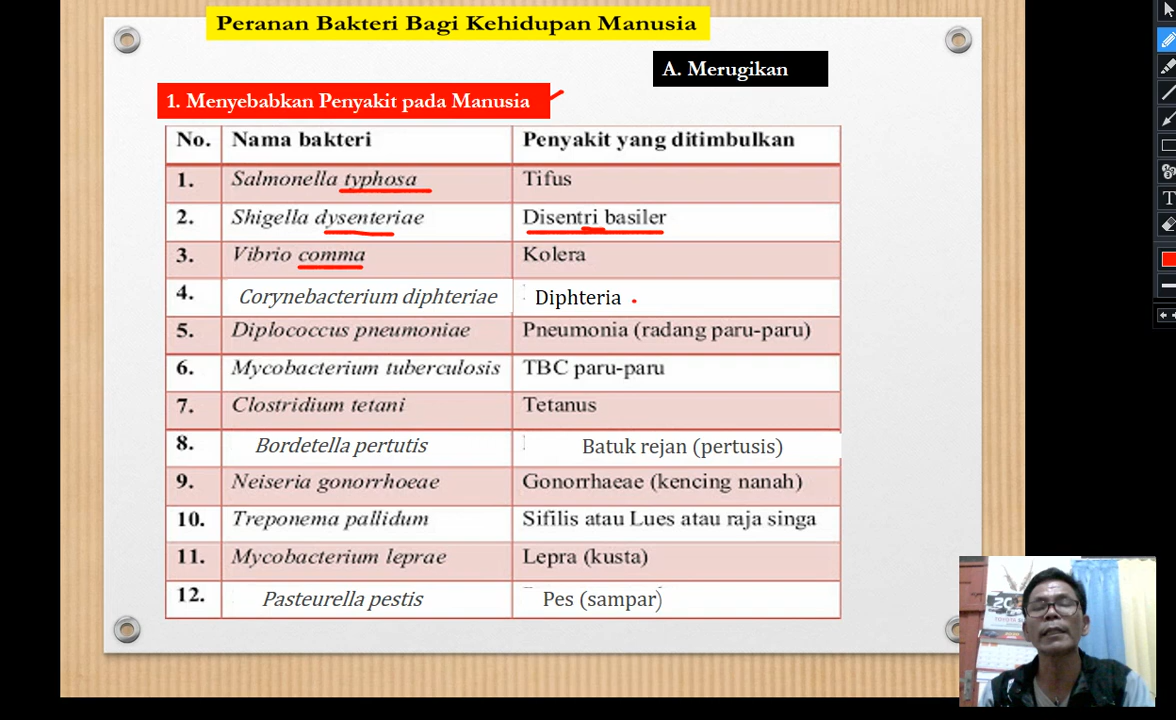 Peranan Bakteri Bagi Kehidupan Manusia
A. Merugikan
1. Menyebabkan Penyakit pada Manusia
No. Nama bakteri Penyakit yang ditimbulkan
1. Salmonella typhosa Tifus
2. Shigella dysenteriae Disentri basiler
3. Vibrio comma Kolera
4. Corynebacterium diphteriae Diphteria
5. Diplococcus pneumoniae Pneumonia (radang paru-paru)
6. Mycobacterium tuberculosis TBC paru-paru
7. Clostridium tetani Tetanus
8. Bordetella pertutis Batuk rejan (pertusis)
9. Neiseria gonorrhoeae Gonorrhaeae (kencing nanah)
10. Treponema pallidum Sifilis atau Lues atau raja singa
11. Mycobacterium leprae Lepra (kusta)
12. Pasteurella pestis Pes (sampar)